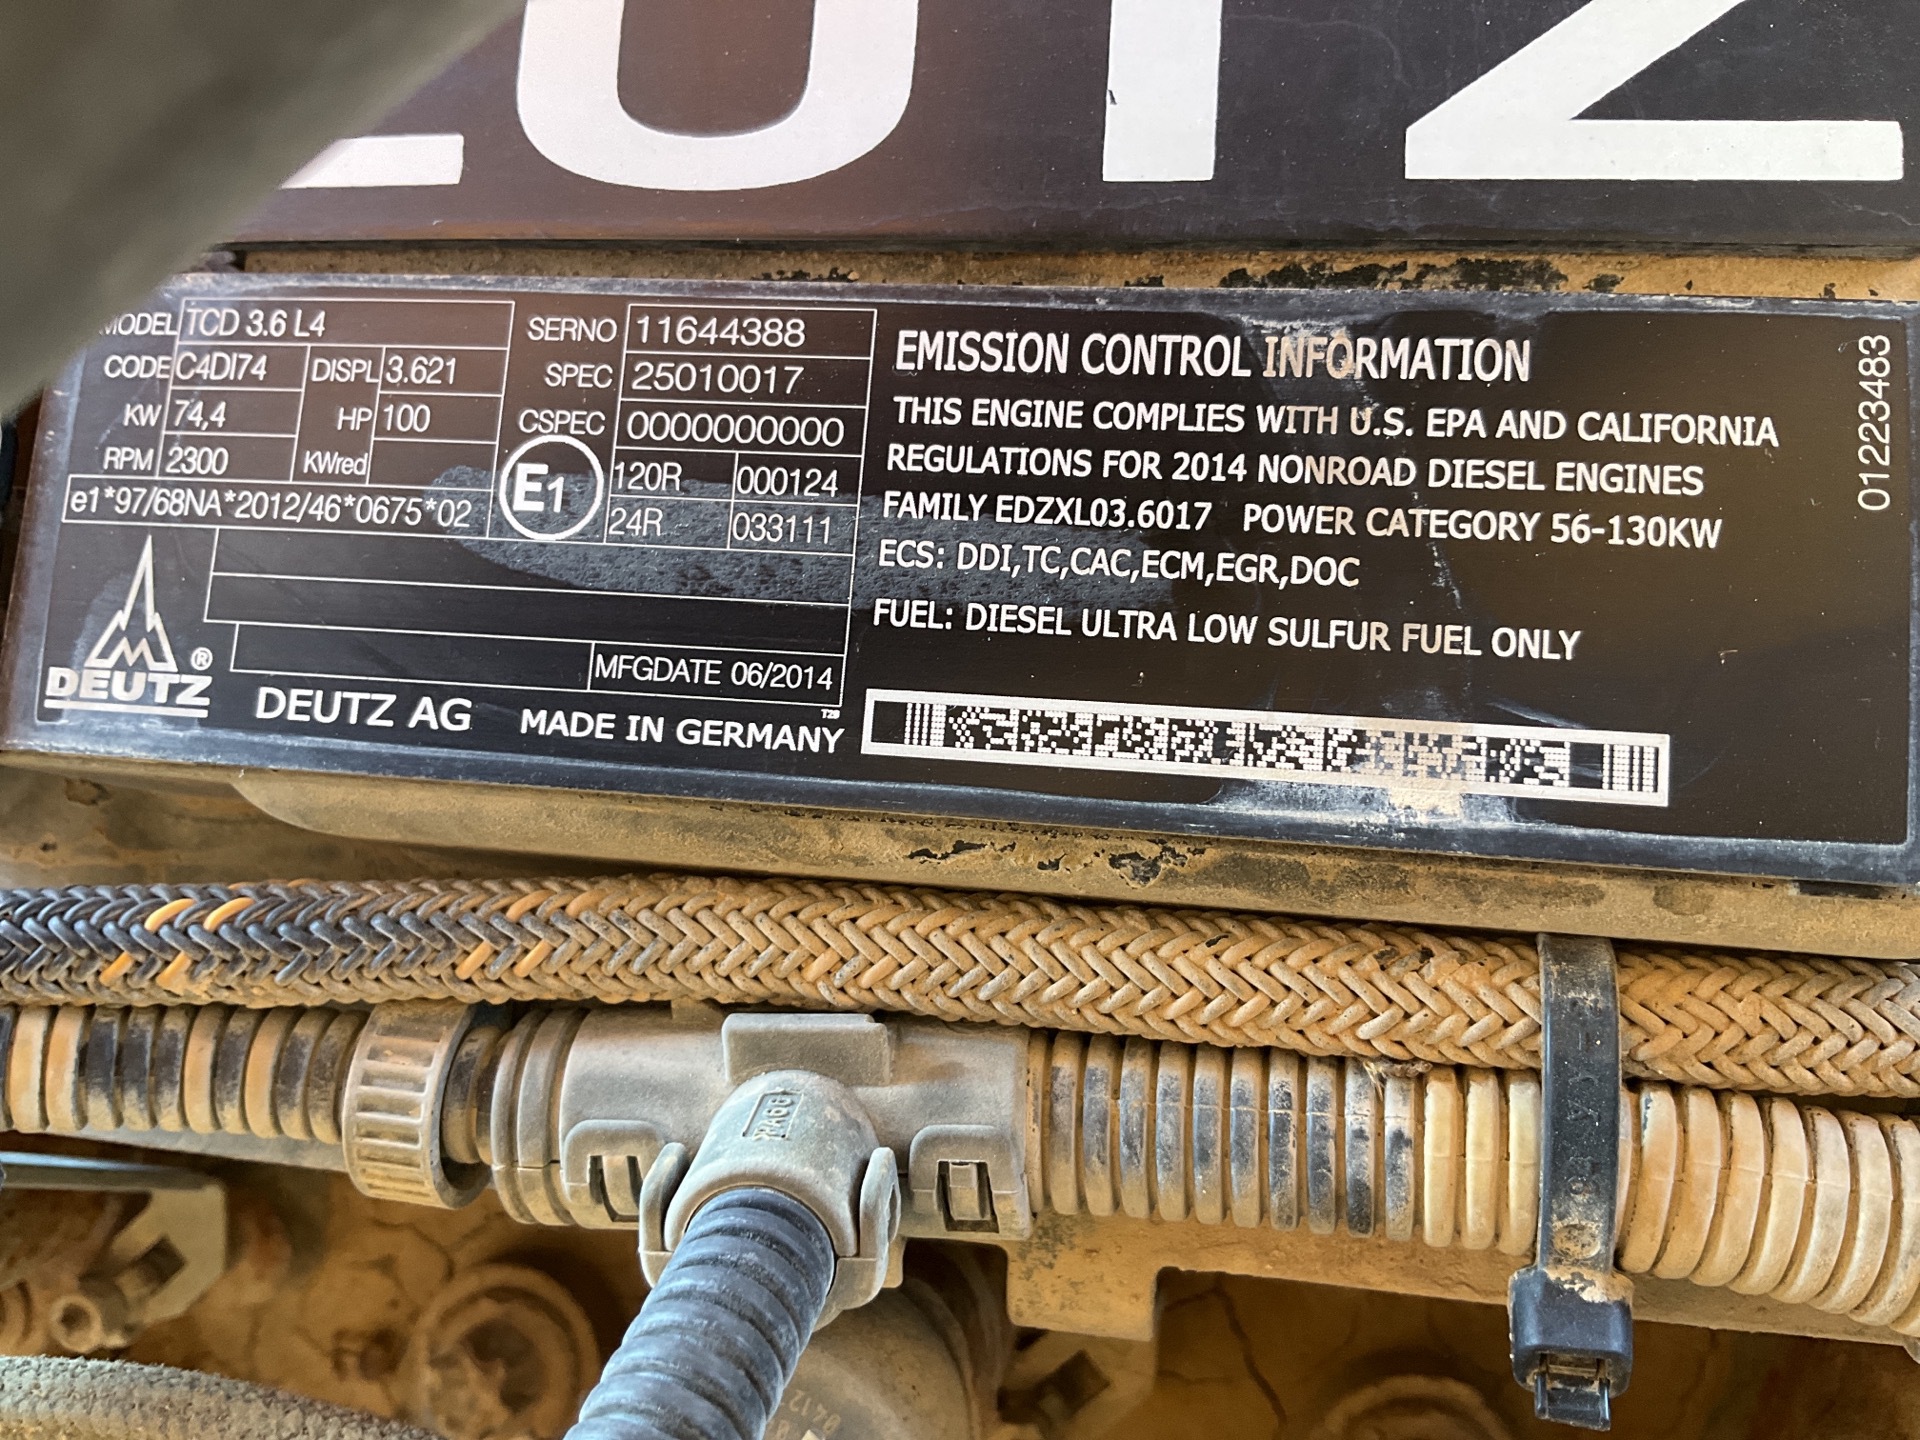 EUTZ
MODEL TCD 3.6 L4
CODE C4DI74 DISPL 3.621
KW 74,4 HP 100
RPM 2300 KWred
e1*97/68NA*2012/46*0675*02
SERNO 11644388
SPEC 25010017
CSPEC 0000000000
E1 120R 000124
24R 033111
MFGDATE 06/2014
DEUTZ ®
DEUTZ AG MADE IN GERMANY
EMISSION CONTROL INFORMATION
THIS ENGINE COMPLIES WITH U.S. EPA AND CALIFORNIA
REGULATIONS FOR 2014 NONROAD DIESEL ENGINES
FAMILY EDZXL03.6017 POWER CATEGORY 56-130KW
ECS: DDI,TC,CAC,ECM,EGR,DOC
FUEL: DIESEL ULTRA LOW SULFUR FUEL ONLY
01223483